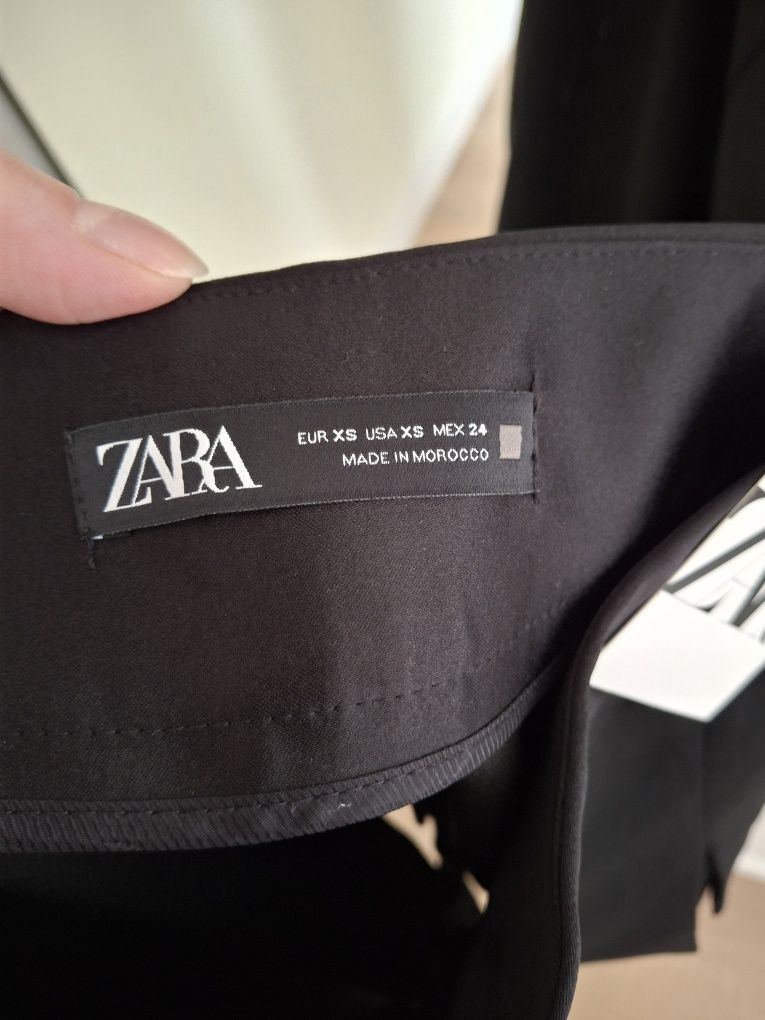 ZARA
EUR XS USA XS MEX 24
MADE IN MOROCCO